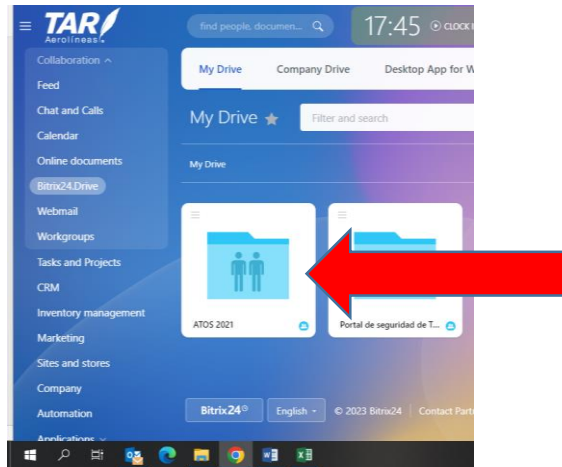 TAR
Aerolíneas
find people, documen...
17:45
CLOCK
Collaboration
Feed
Chat and Calls
Calendar
Online documents
Bitrix24.Drive
Webmail
Workgroups
Tasks and Projects
CRM
Inventory management
Marketing
Sites and stores
Company
Automation
Applications
My Drive
Company Drive
Desktop App for W
My Drive
Filter and search
My Drive
ATOS 2021
Portal de seguridad de T...
Bitrix24
English
© 2023 Bitrix24
Contact Part